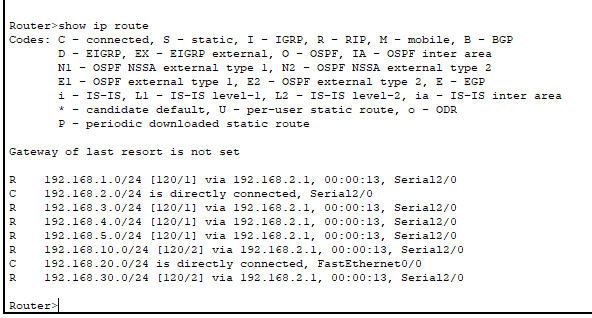 Router>show ip route
Codes: C - connected, S - static, I - IGRP, R - RIP, M - mobile, B - BGP
       D - EIGRP, EX - EIGRP external, O - OSPF, IA - OSPF inter area
       N1 - OSPF NSSA external type 1, N2 - OSPF NSSA external type 2
       E1 - OSPF external type 1, E2 - OSPF external type 2, E - EGP
       i - IS-IS, L1 - IS-IS level-1, L2 - IS-IS level-2, ia - IS-IS inter area
       * - candidate default, U - per-user static route, o - ODR
       P - periodic downloaded static route
Gateway of last resort is not set
R    192.168.1.0/24 [120/1] via 192.168.2.1, 00:00:13, Serial2/0
C    192.168.2.0/24 is directly connected, Serial2/0
R    192.168.3.0/24 [120/1] via 192.168.2.1, 00:00:13, Serial2/0
R    192.168.4.0/24 [120/1] via 192.168.2.1, 00:00:13, Serial2/0
R    192.168.5.0/24 [120/1] via 192.168.2.1, 00:00:13, Serial2/0
R    192.168.10.0/24 [120/2] via 192.168.2.1, 00:00:13, Serial2/0
C    192.168.20.0/24 is directly connected, FastEthernet0/0
R    192.168.30.0/24 [120/2] via 192.168.2.1, 00:00:13, Serial2/0
Router>